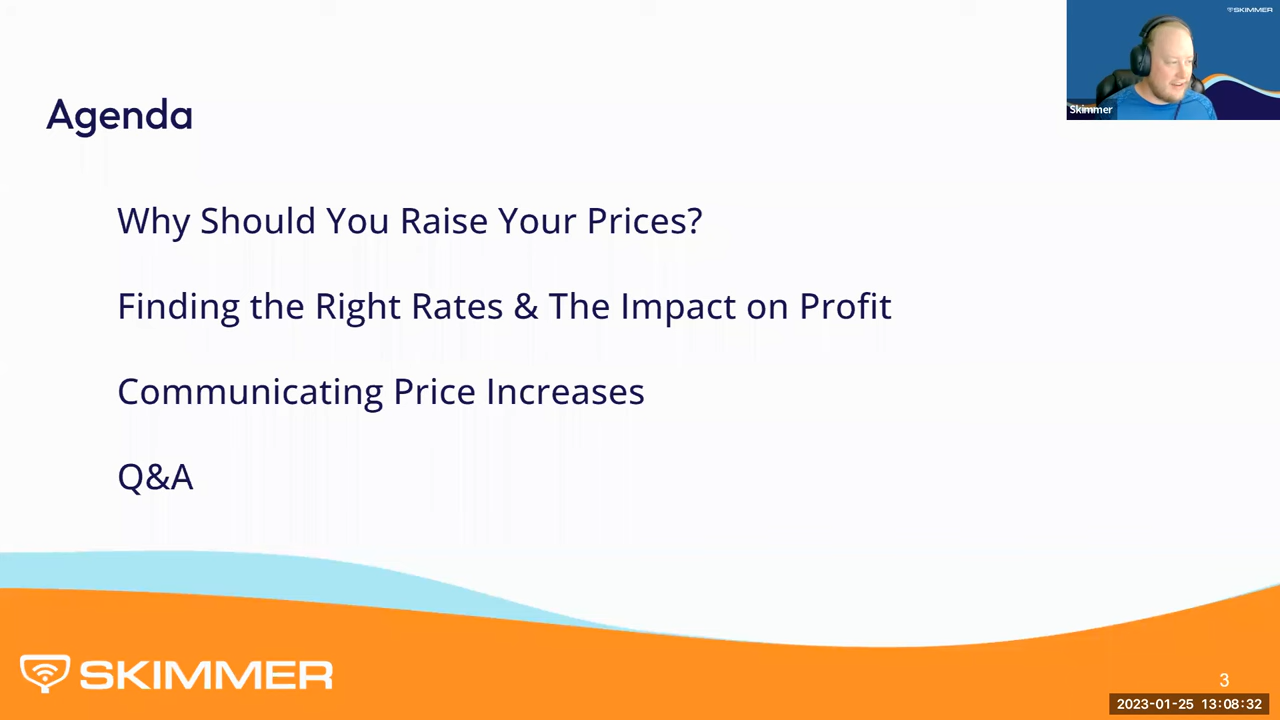 SKIMMER
Skimmer
Agenda
Why Should You Raise Your Prices?
Finding the Right Rates & The Impact on Profit
Communicating Price Increases
Q&A
SKIMMER
3
2023-01-25 13:08:32